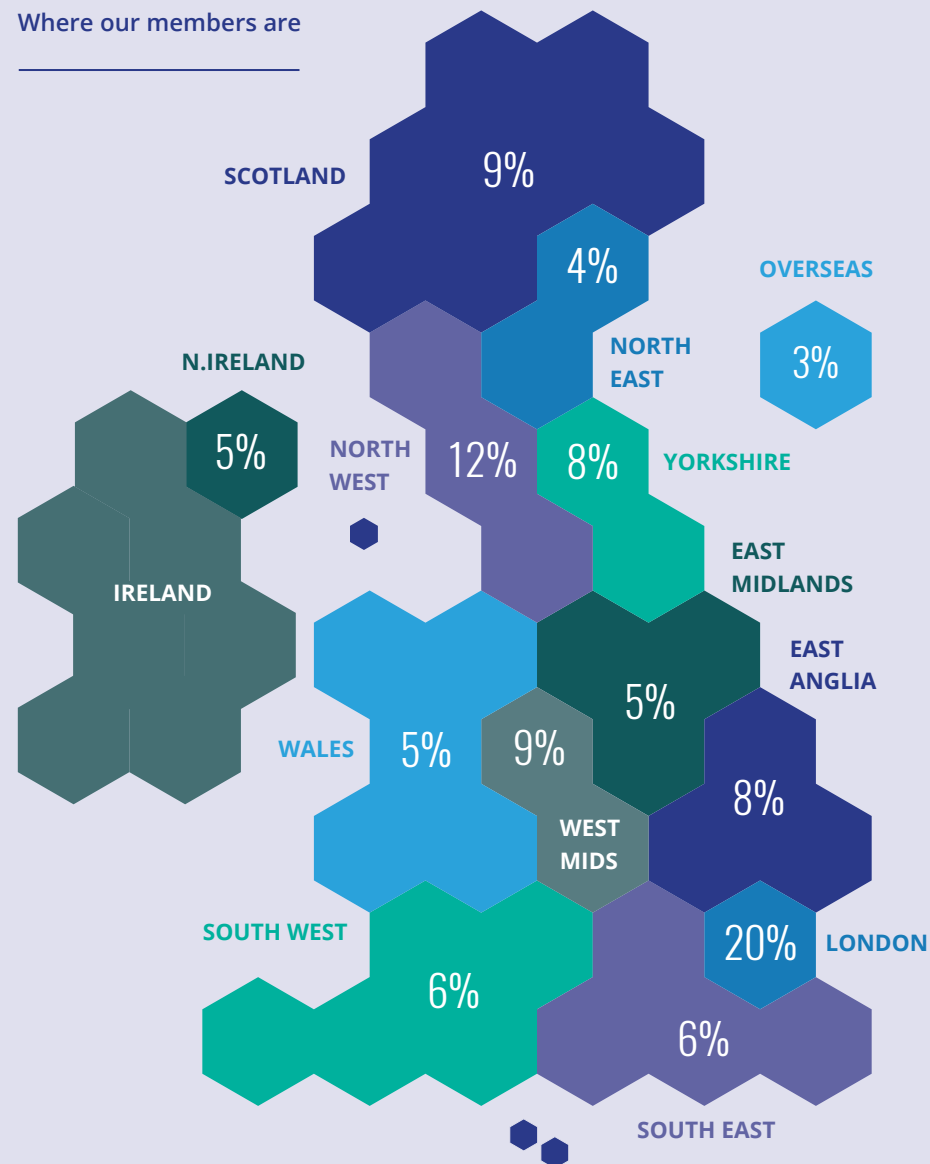 Where our members are
SCOTLAND
9%
4%
OVERSEAS
3%
NORTH
EAST
N.IRELAND
5%
NORTH
WEST
12%
8%
YORKSHIRE
IRELAND
EAST
MIDLANDS
5%
EAST
ANGLIA
8%
WALES
5%
9%
WEST
MIDS
SOUTH WEST
6%
20%
LONDON
6%
SOUTH EAST